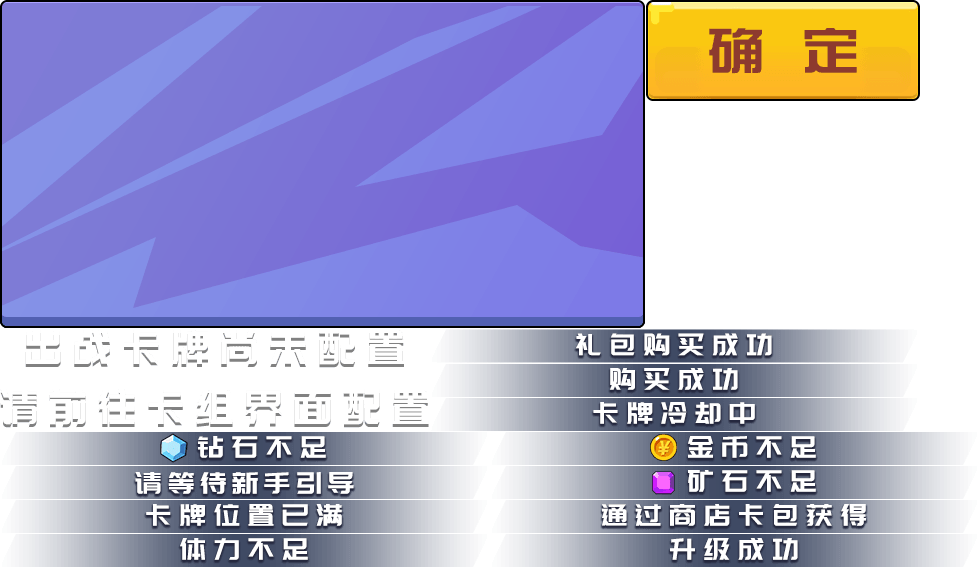 确定
出战卡牌尚未配置
请前往卡组界面配置
礼包购买成功
购买成功
卡牌冷却中
钻石不足
金币不足
请等待新手引导
矿石不足
卡牌位置已满
通过商店卡包获得
体力不足
升级成功